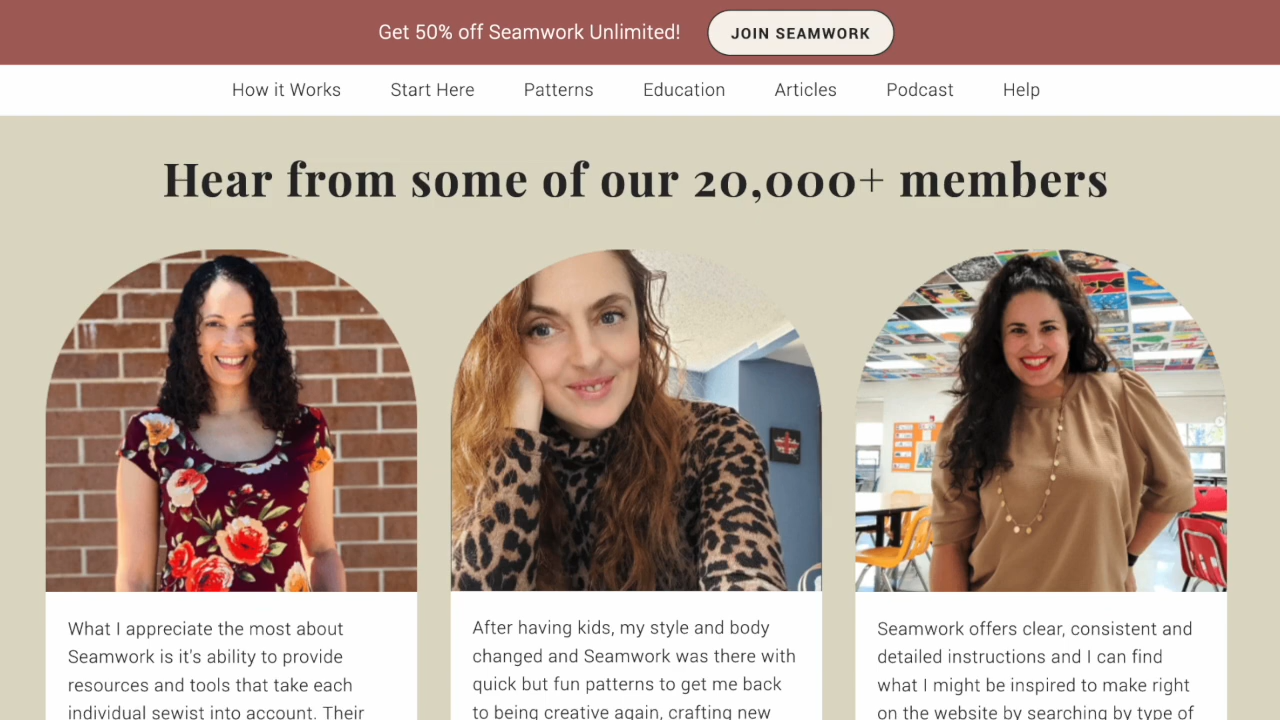 Get 50% off Seamwork Unlimited!
JOIN SEAMWORK
How it Works Start Here Patterns Education Articles Podcast Help
Hear from some of our 20,000+ members
What I appreciate the most about
Seamwork is it's ability to provide
resources and tools that take each
individual sewist into account. Their
After having kids, my style and body
changed and Seamwork was there with
quick but fun patterns to get me back
to being creative again, crafting new
Seamwork offers clear, consistent and
detailed instructions and I can find
what I might be inspired to make right
on the website by searching by type of